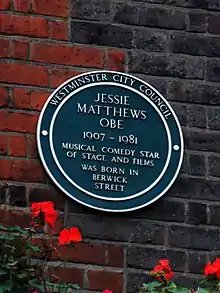 WESTMINSTER CITY COUNCIL
JESSIE
MATTHEWS
OBE
1907 - 1981
MUSICAL COMEDY STAR
OF STAGE AND FILMS
WAS BORN IN
BERWICK
STREET